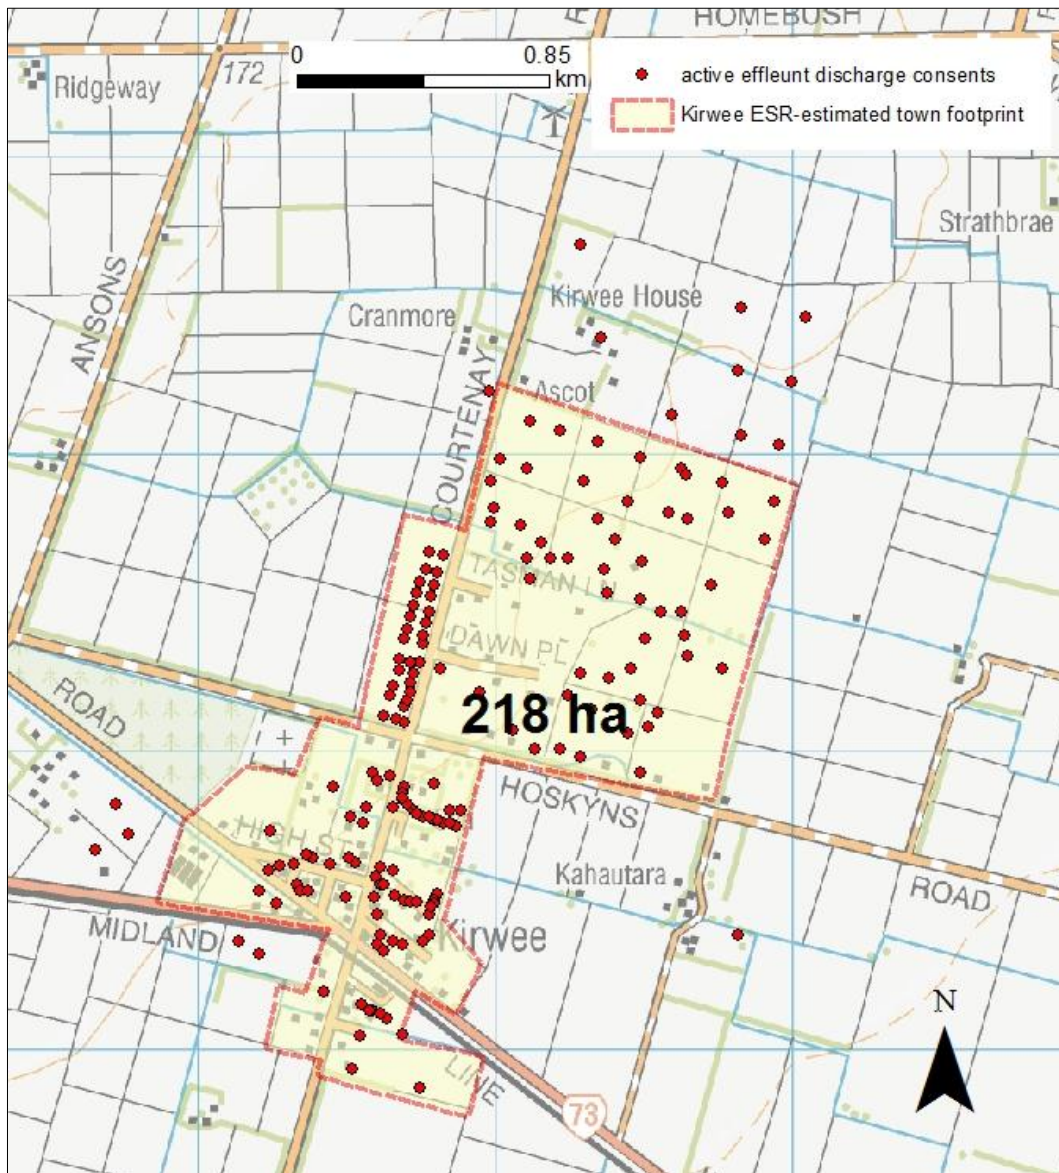 HOMEBUSH
0 0.85
km
active effleunt discharge consents
Kirwee ESR-estimated town footprint
172
Ridgeway
Strathbrae
ANSONS
Kirwee House
Cranmore
COURTENAY
Ascot
TASMAN LN
DAWN PL
ROAD
218 ha
HOSKYNS
HIGH ST
Kahautara
ROAD
MIDLAND
Kirwee
N
LINE
73